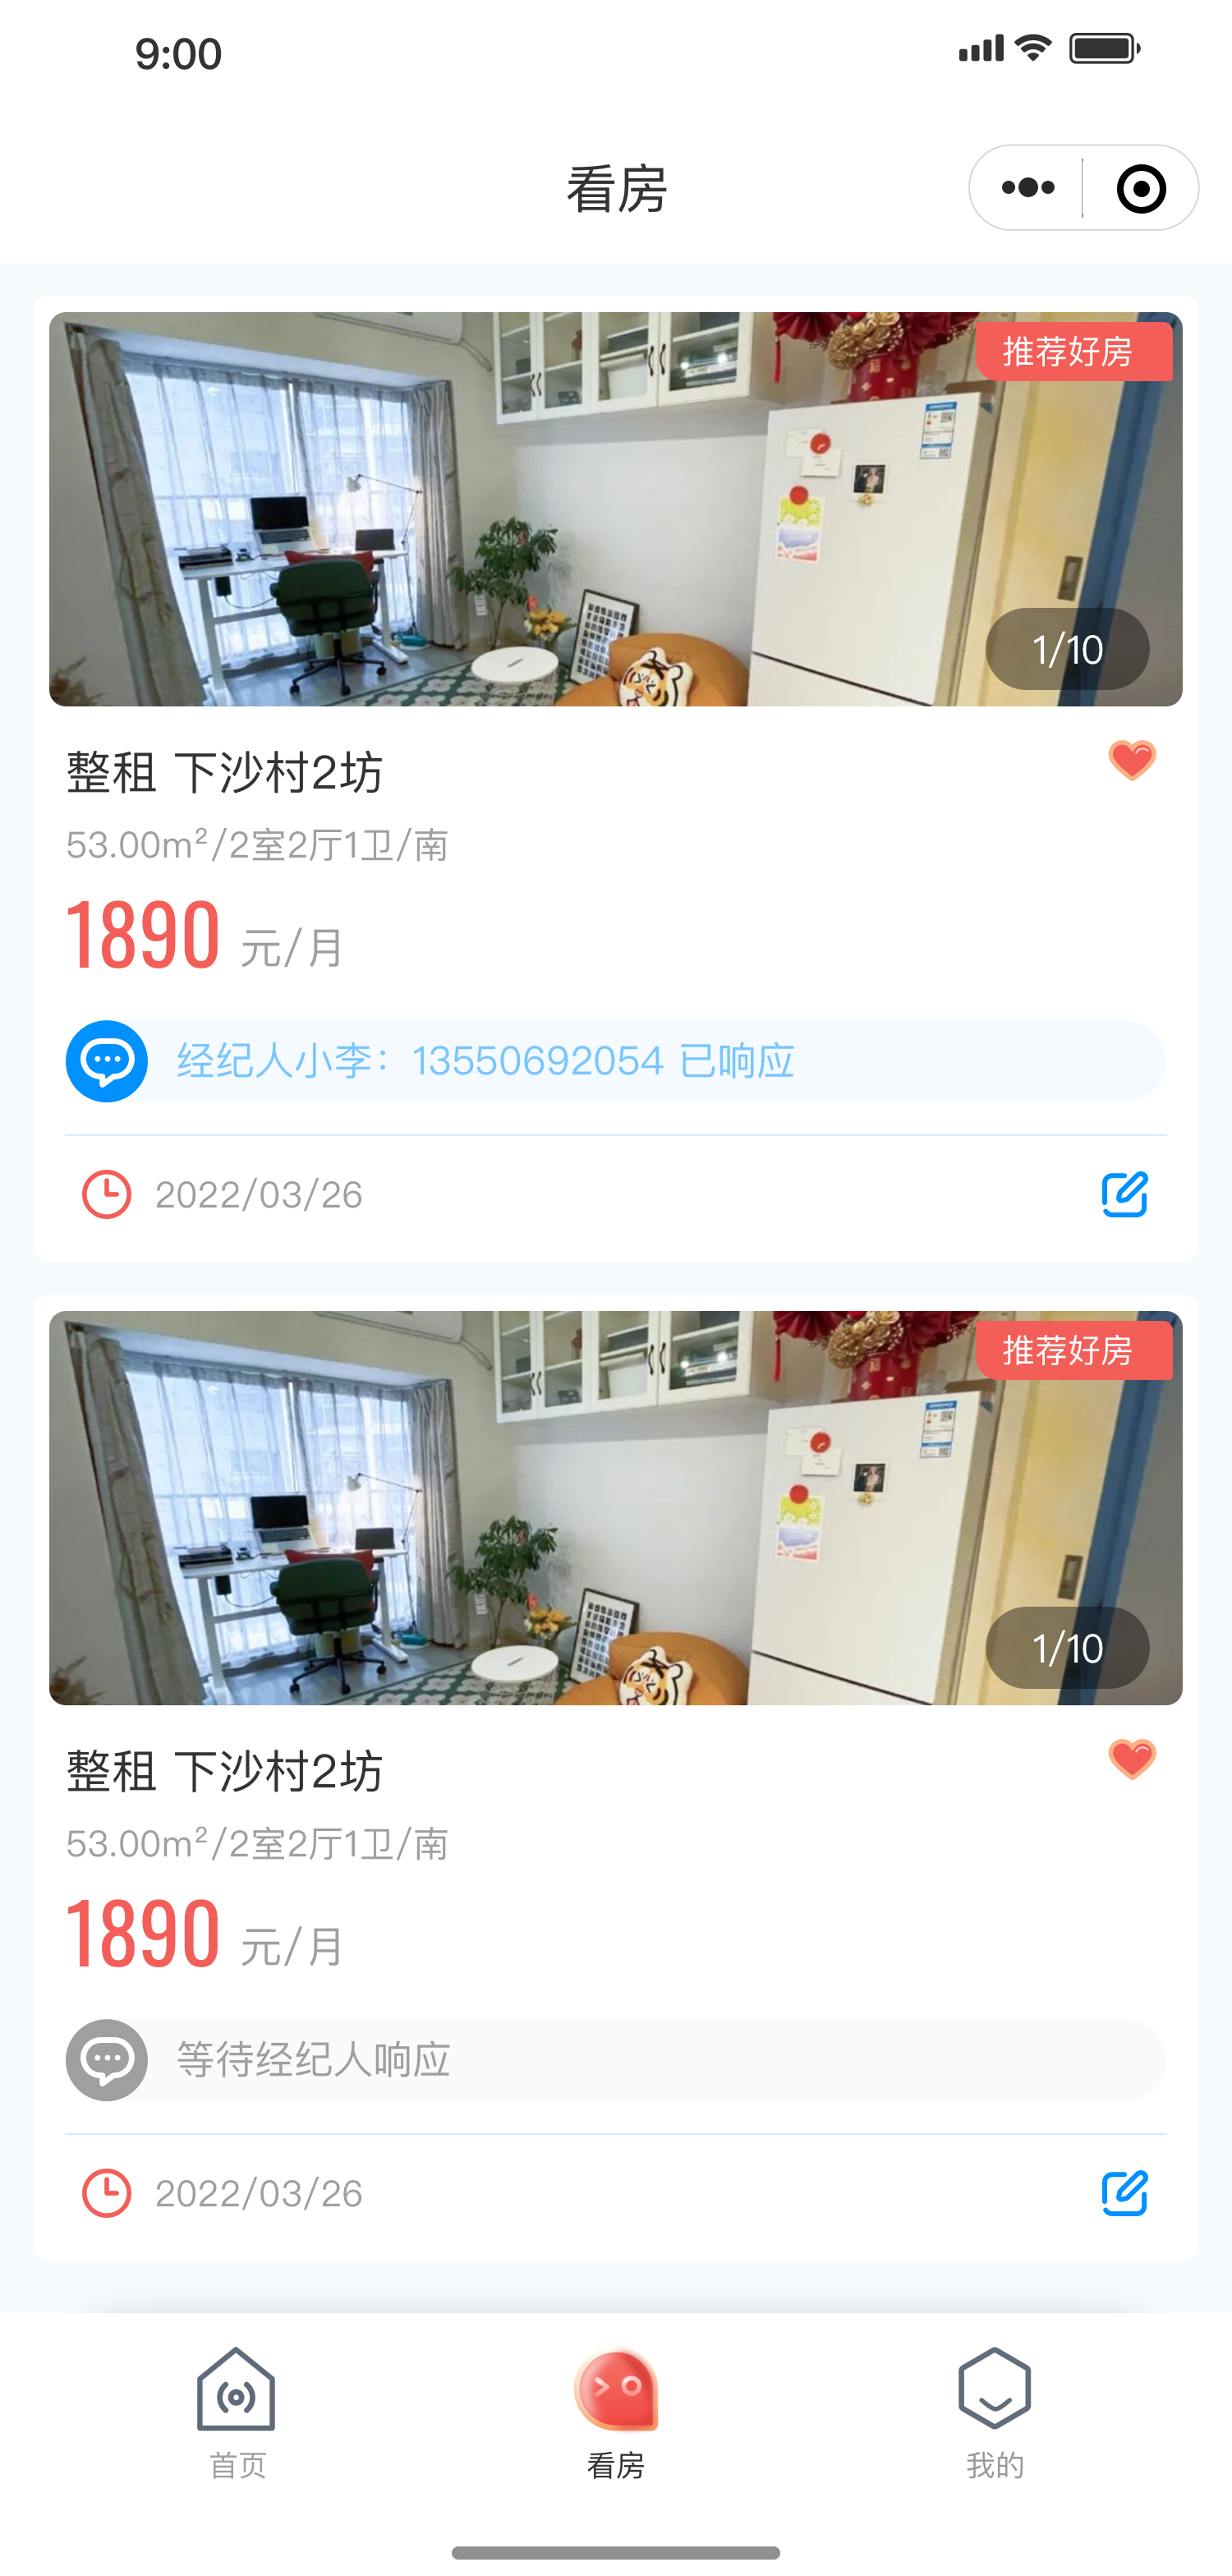 9:00
看房
推荐好房
1/10
整租 下沙村2坊
53.00m²/2室2厅1卫/南
1890 元/月
经纪人小李：13550692054 已响应
2022/03/26
推荐好房
1/10
整租 下沙村2坊
53.00m²/2室2厅1卫/南
1890 元/月
等待经纪人响应
2022/03/26
首页
看房
我的